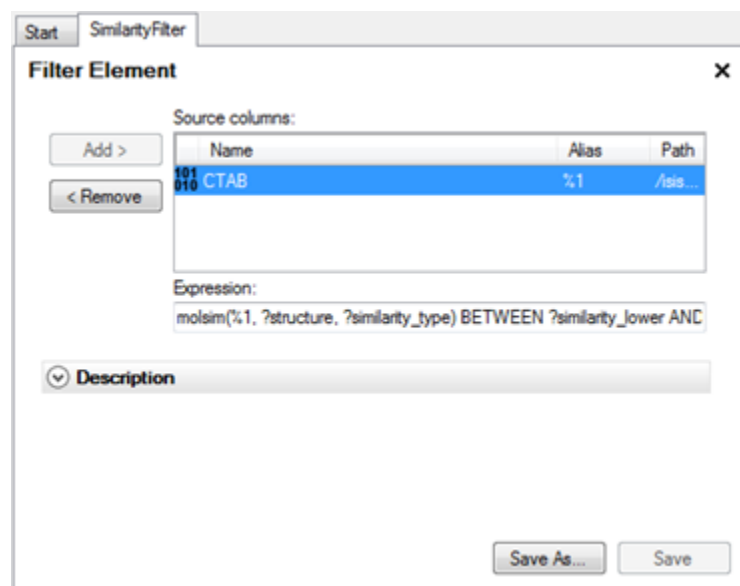 Start SimilarityFilter
Filter Element
Source columns:
Add >
Name Alias Path
101
010 CTAB %1 /isis...
< Remove
Expression:
molsim(%1, ?structure, ?similarity_type) BETWEEN ?similarity_lower AND
Description
Save As... Save